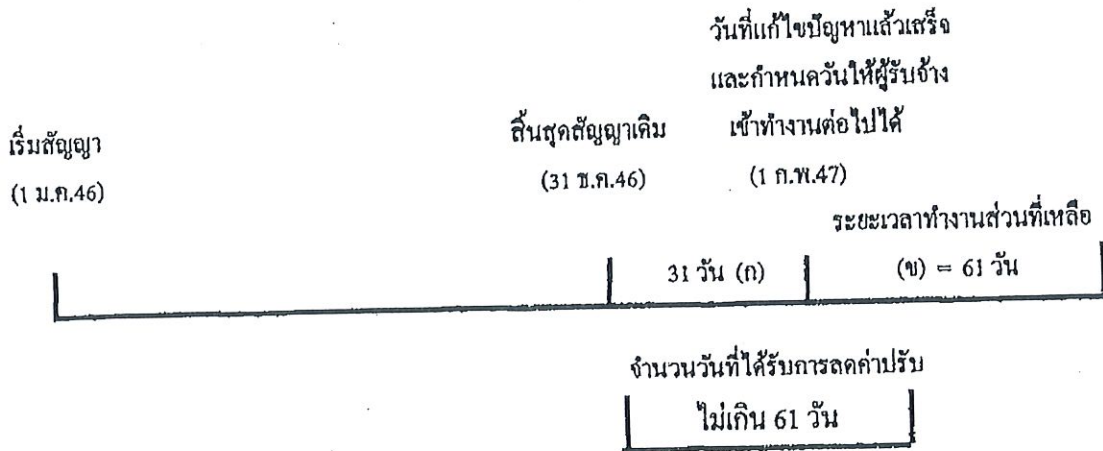 วันที่แก้ไขปัญหาแล้วเสร็จ
และกำหนดวันให้ผู้รับจ้าง
เริ่มสัญญา
สิ้นสุดสัญญาเดิม
เข้าทำงานต่อไปได้
(1 ม.ค.46)
(31 ธ.ค.46)
(1 ก.พ.47)
ระยะเวลาทำงานส่วนที่เหลือ
31 วัน (ก)
(ข) = 61 วัน
จำนวนวันที่ได้รับการลดค่าปรับ
ไม่เกิน 61 วัน